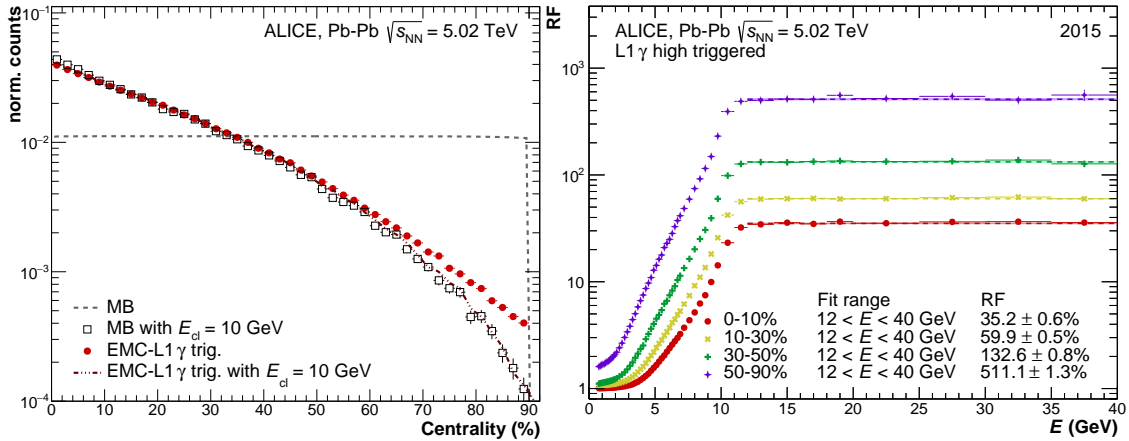 norm. counts
ALICE, Pb-Pb √sNN = 5.02 TeV
10⁻¹
10⁻²
10⁻³
10⁻⁴
MB
MB with Ecl = 10 GeV
EMC-L1 γ trig.
EMC-L1 γ trig. with Ecl = 10 GeV
0 10 20 30 40 50 60 70 80 90
Centrality (%)
RF
ALICE, Pb-Pb √sNN = 5.02 TeV 2015
L1 γ high triggered
10³
10²
10
1
Fit range RF
0-10% 12 < E < 40 GeV 35.2 ± 0.6%
10-30% 12 < E < 40 GeV 59.9 ± 0.5%
30-50% 12 < E < 40 GeV 132.6 ± 0.8%
50-90% 12 < E < 40 GeV 511.1 ± 1.3%
0 5 10 15 20 25 30 35 40
E (GeV)